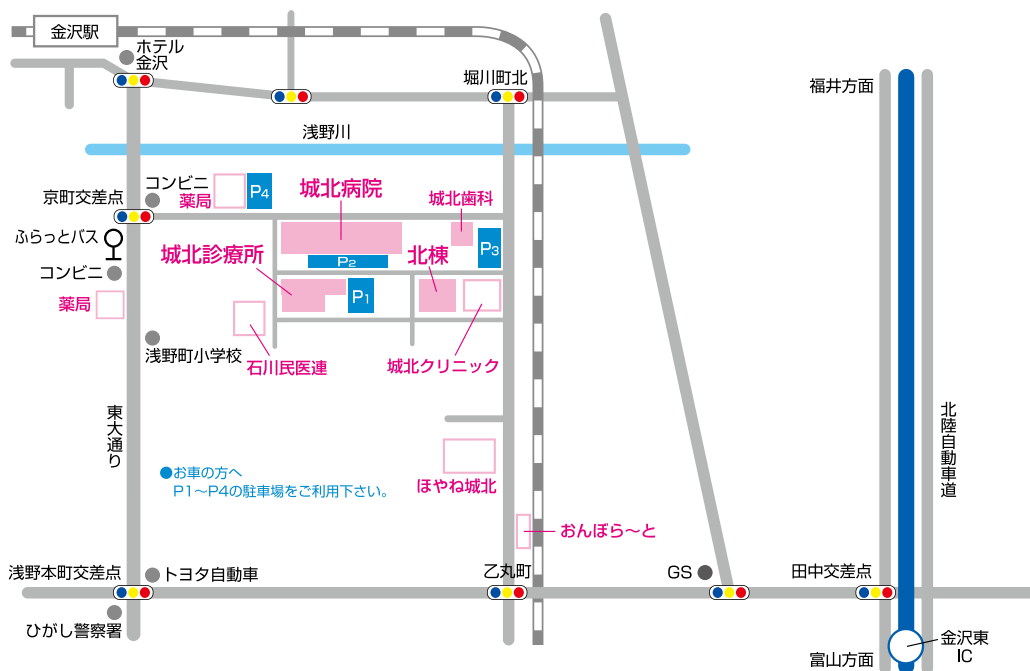 金沢駅
ホテル
金沢
堀川町北
福井方面
浅野川
コンビニ
薬局
P4
城北病院
城北歯科
京町交差点
ふらっとバス
城北診療所
P2
北棟
P3
コンビニ
P1
薬局
浅野町小学校
石川民医連
城北クリニック
東大通り
北陸自動車道
●お車の方へ
P1〜P4の駐車場をご利用下さい。
ほやね城北
おんぼら〜と
浅野本町交差点
トヨタ自動車
乙丸町
GS
田中交差点
ひがし警察署
金沢東
IC
富山方面